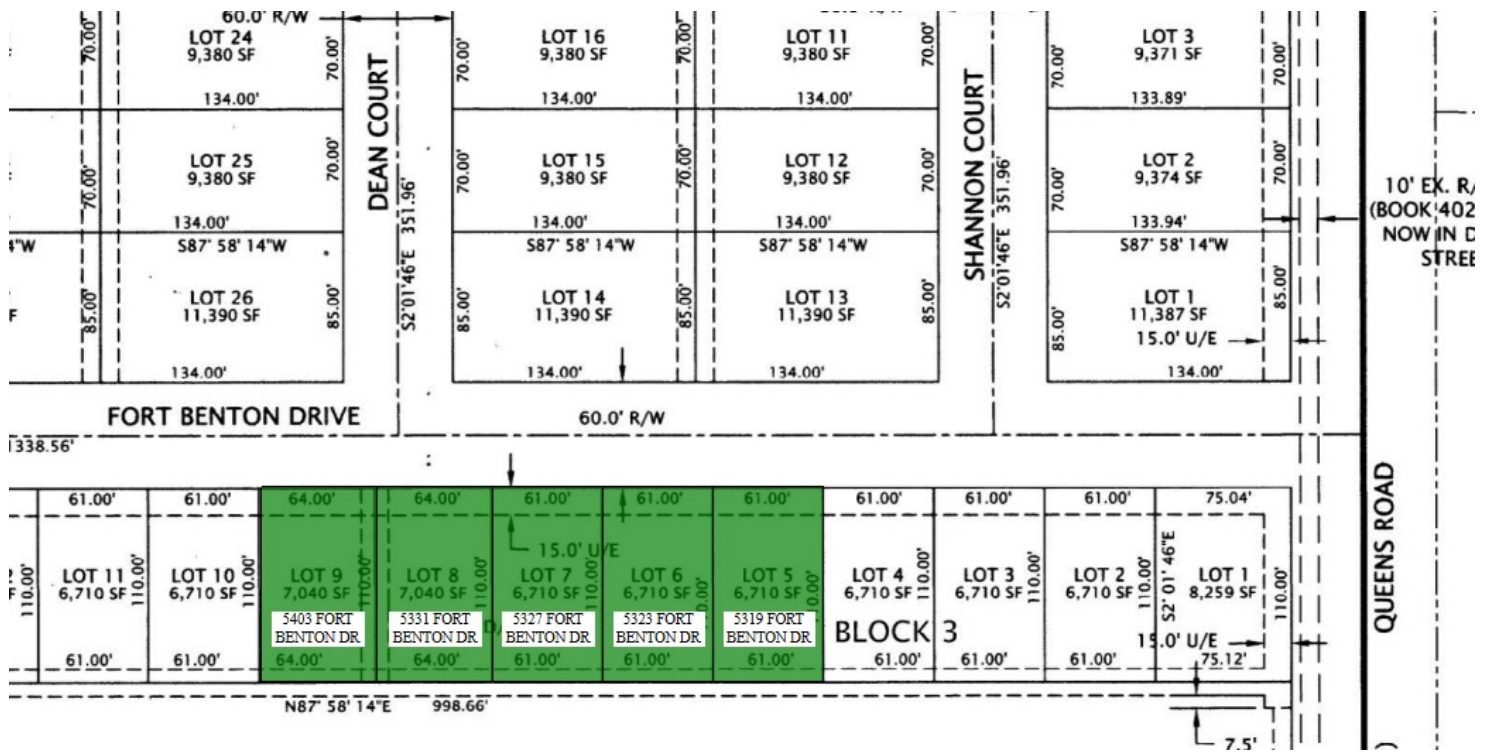 60.0' R/W
LOT 24
9,380 SF
70.00'
70.00'
134.00'
LOT 16
9,380 SF
70.00'
70.00'
134.00'
LOT 11
9,380 SF
70.00'
134.00'
LOT 3
9,371 SF
70.00'
70.00'
133.89'
DEAN COURT
S2°01'46"E 351.96'
SHANNON COURT
S2°01'46"E 351.96'
LOT 25
9,380 SF
70.00'
70.00'
134.00'
S87° 58' 14"W
LOT 15
9,380 SF
70.00'
70.00'
134.00'
S87° 58' 14"W
LOT 12
9,380 SF
70.00'
134.00'
S87° 58' 14"W
LOT 2
9,374 SF
70.00'
70.00'
133.94'
S87° 58' 14"W
10' EX. R/
(BOOK 402
NOW IN D
STREE
4"W
F
LOT 26
11,390 SF
85.00'
85.00'
134.00'
LOT 14
11,390 SF
85.00'
85.00'
134.00'
LOT 13
11,390 SF
85.00'
134.00'
LOT 1
11,387 SF
85.00'
85.00'
15.0' U/E
134.00'
FORT BENTON DRIVE
60.0' R/W
1338.56'
QUEENS ROAD
110.00'
61.00'
LOT 11
6,710 SF
110.00'
61.00'
61.00'
LOT 10
6,710 SF
110.00'
61.00'
64.00'
LOT 9
7,040 SF
110.00'
5403 FORT
BENTON DR
64.00'
64.00'
LOT 8
7,040 SF
110.00'
5331 FORT
BENTON DR
64.00'
61.00'
15.0' U/E
LOT 7
6,710 SF
110.00'
5327 FORT
BENTON DR
61.00'
61.00'
LOT 6
6,710 SF
5323 FORT
BENTON DR
61.00'
61.00'
LOT 5
6,710 SF
5319 FORT
BENTON DR
61.00'
61.00'
LOT 4
6,710 SF
110.00'
61.00'
BLOCK 3
61.00'
LOT 3
6,710 SF
110.00'
61.00'
61.00'
LOT 2
6,710 SF
110.00'
61.00'
75.04'
S2°01' 46"E
LOT 1
8,259 SF
110.00'
15.0' U/E
75.12'
N87° 58' 14"E 998.66'
7.5'